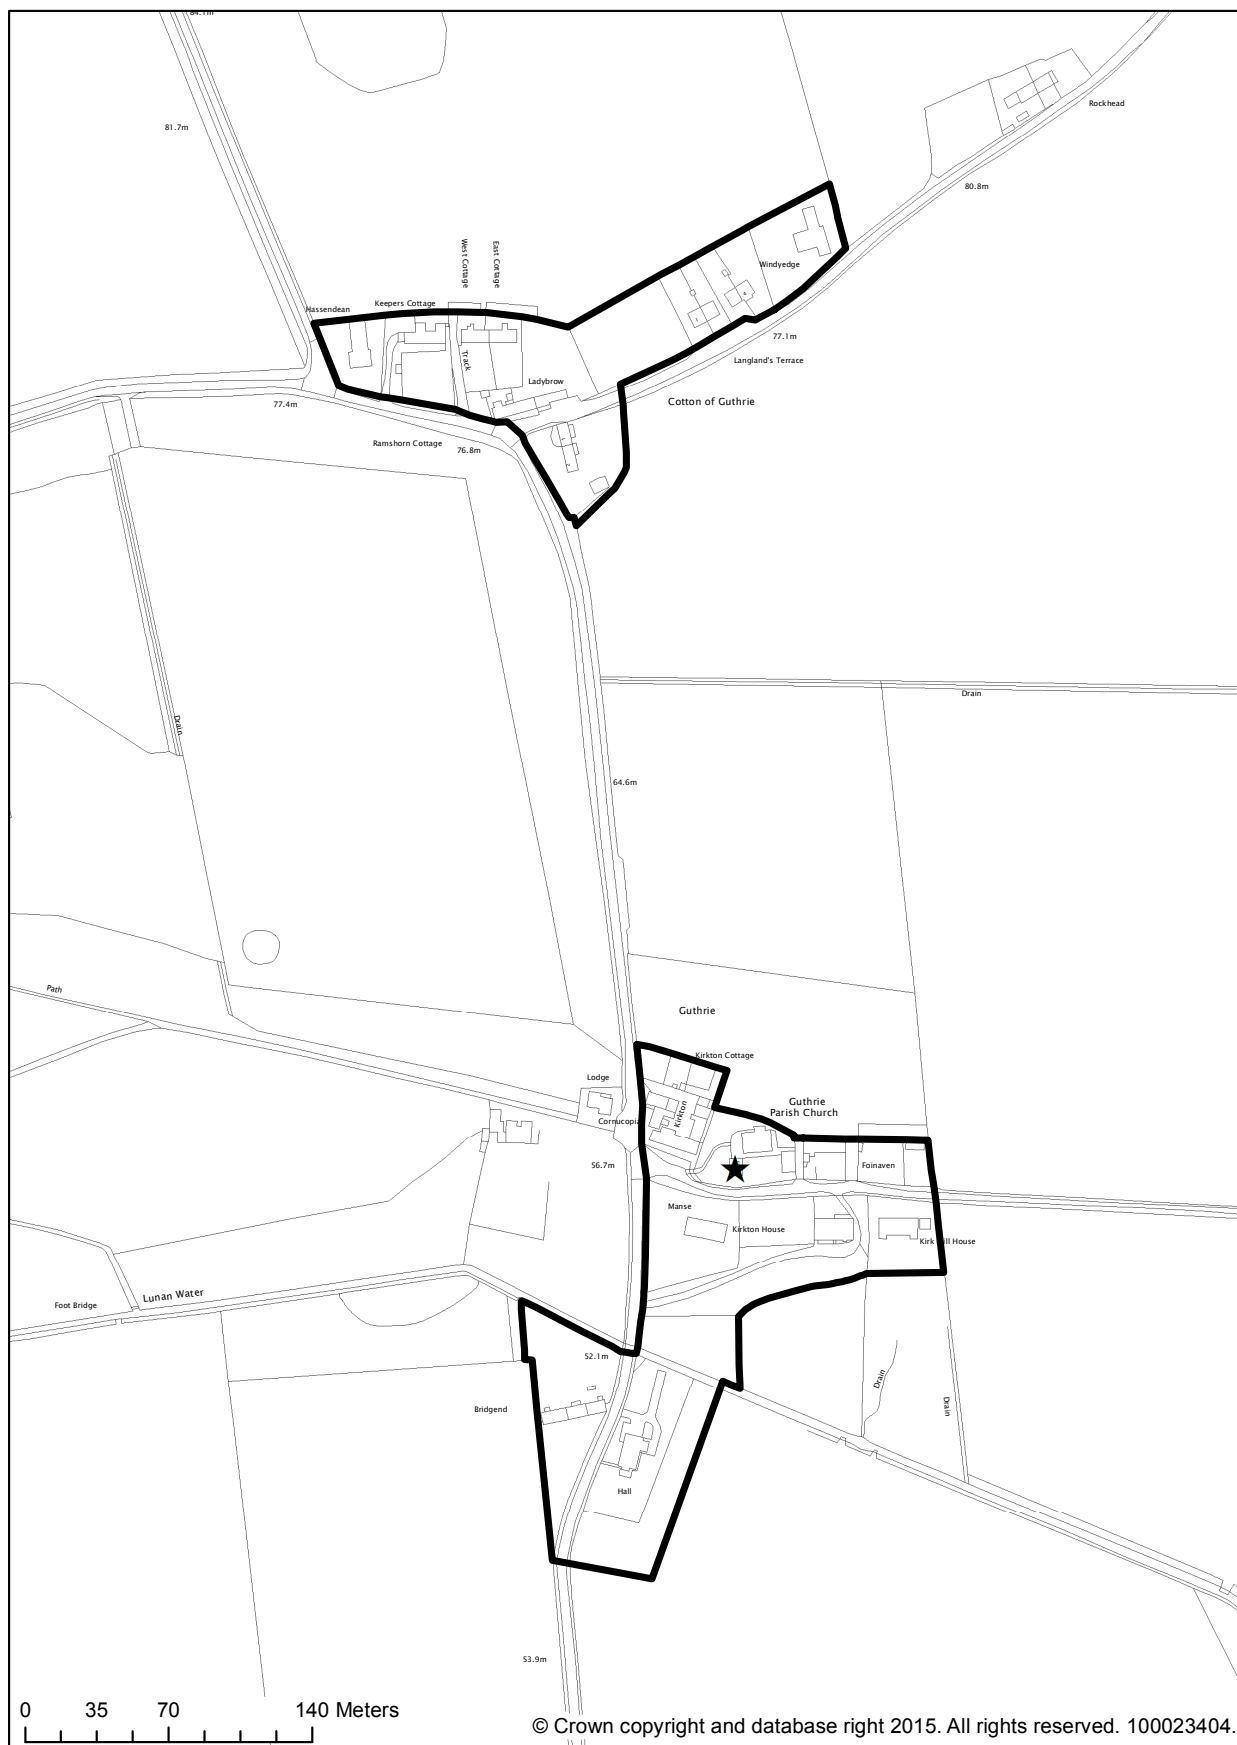 84.1m
Rockhead
81.7m
80.8m
West Cottage
East Cottage
Windyedge
Keepers Cottage
Hassendean
77.1m
Track
Langland's Terrace
Ladybrow
77.4m
Cotton of Guthrie
Ramshorn Cottage
76.8m
Drain
Drain
64.6m
Path
Guthrie
Kirkton Cottage
Lodge
Guthrie
Parish Church
Kirkton
Cornucopia
56.7m
Foinaven
Manse
Kirkton House
Foot Bridge
Lunan Water
52.1m
Drain
Drain
Bridgend
Hall
53.9m
0 35 70 140 Meters
© Crown copyright and database right 2015. All rights reserved. 100023404.